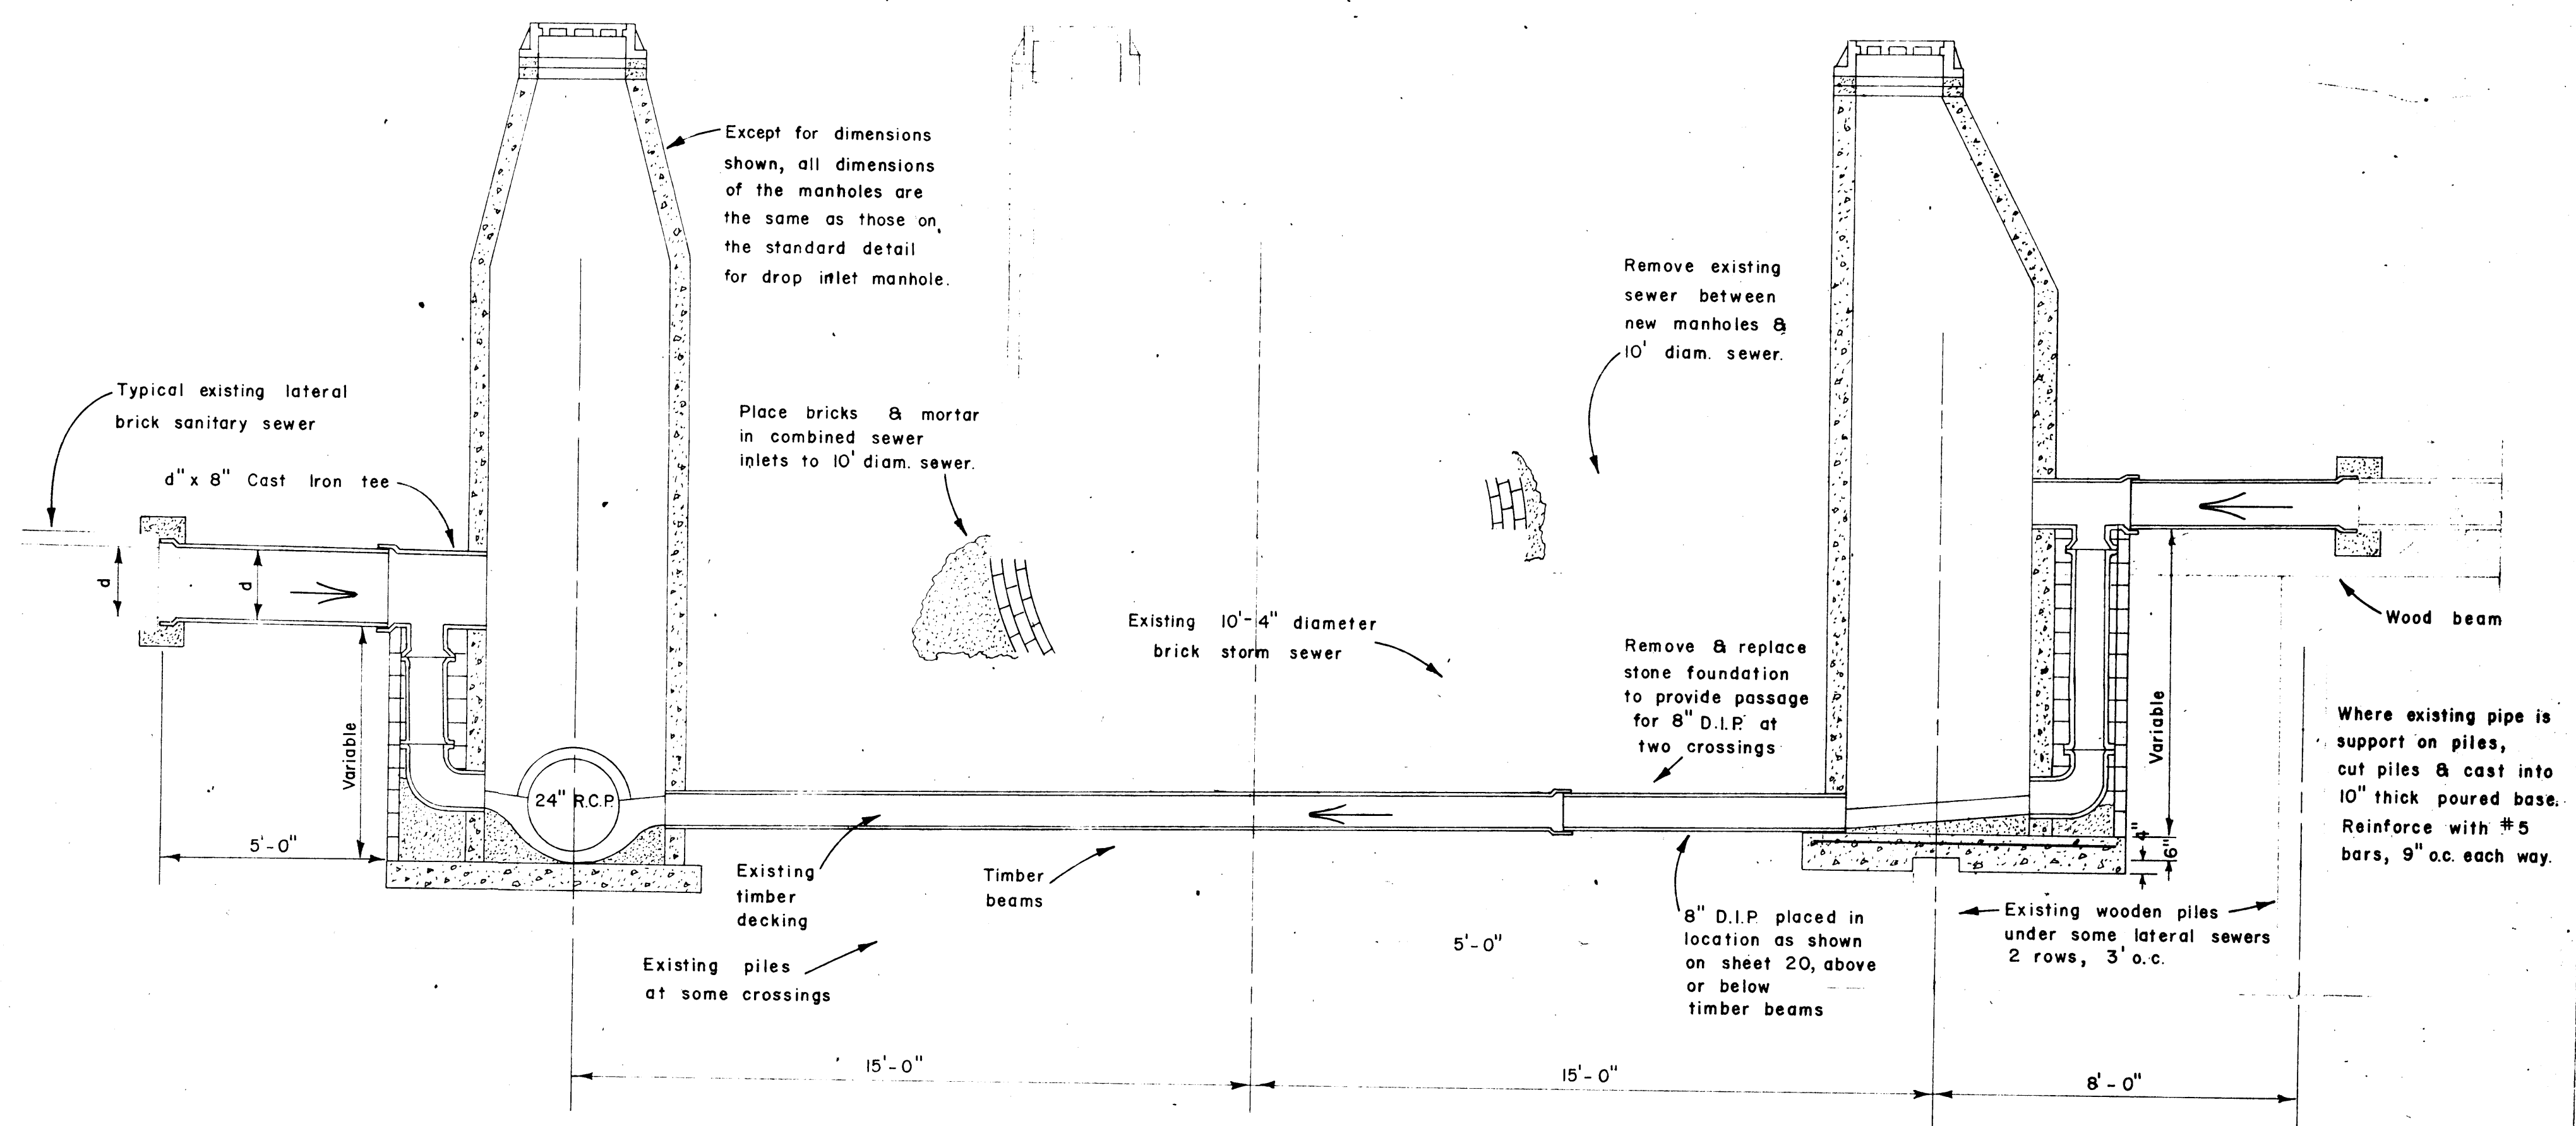 Except for dimensions
shown, all dimensions
of the manholes are
the same as those on
the standard detail
for drop inlet manhole.
Remove existing
sewer between
new manholes &
10' diam. sewer.
Typical existing lateral
brick sanitary sewer
d" x 8" Cast Iron tee
Place bricks & mortar
in combined sewer
inlets to 10' diam. sewer.
d
d
Existing 10'-4" diameter
brick storm sewer
Wood beam
Remove & replace
stone foundation
to provide passage
for 8" D.I.P. at
two crossings
Variable
Variable
Where existing pipe is
support on piles,
cut piles & cast into
10" thick poured base.
Reinforce with #5
bars, 9" o.c. each way.
24" R.C.P.
5'-0"
4"
6"
Existing
timber
decking
Timber
beams
Existing piles
at some crossings
5'-0"
8" D.I.P. placed in
location as shown
on sheet 20, above
or below
timber beams
Existing wooden piles
under some lateral sewers
2 rows, 3' o.c.
15'-0"
15'-0"
8'-0"